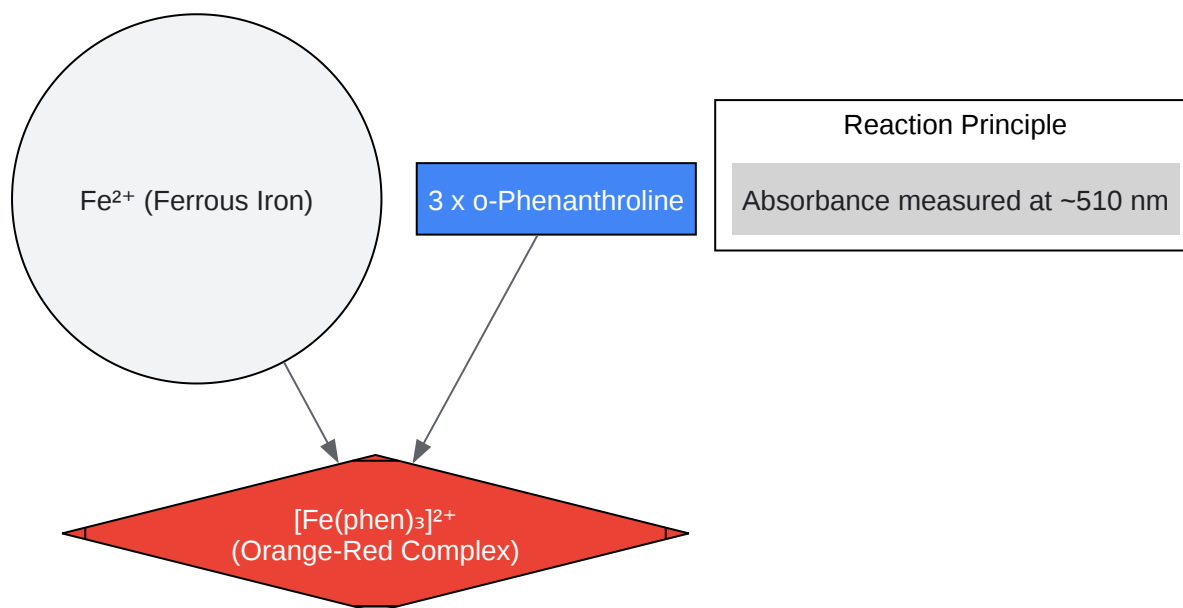 Reaction Principle
Fe²⁺ (Ferrous Iron)
3 x o-Phenanthroline
Absorbance measured at ~510 nm
[Fe(phen)₃]²⁺
(Orange-Red Complex)